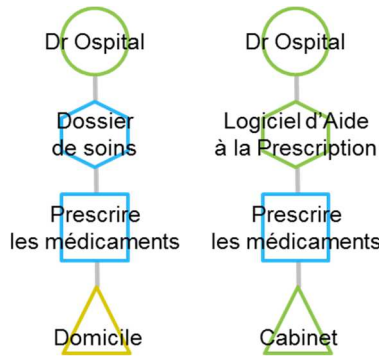 Dr Ospital
Dossier
de soins
Prescrire
les médicaments
Domicile
Dr Ospital
Logiciel d'Aide
à la Prescription
Prescrire
les médicaments
Cabinet